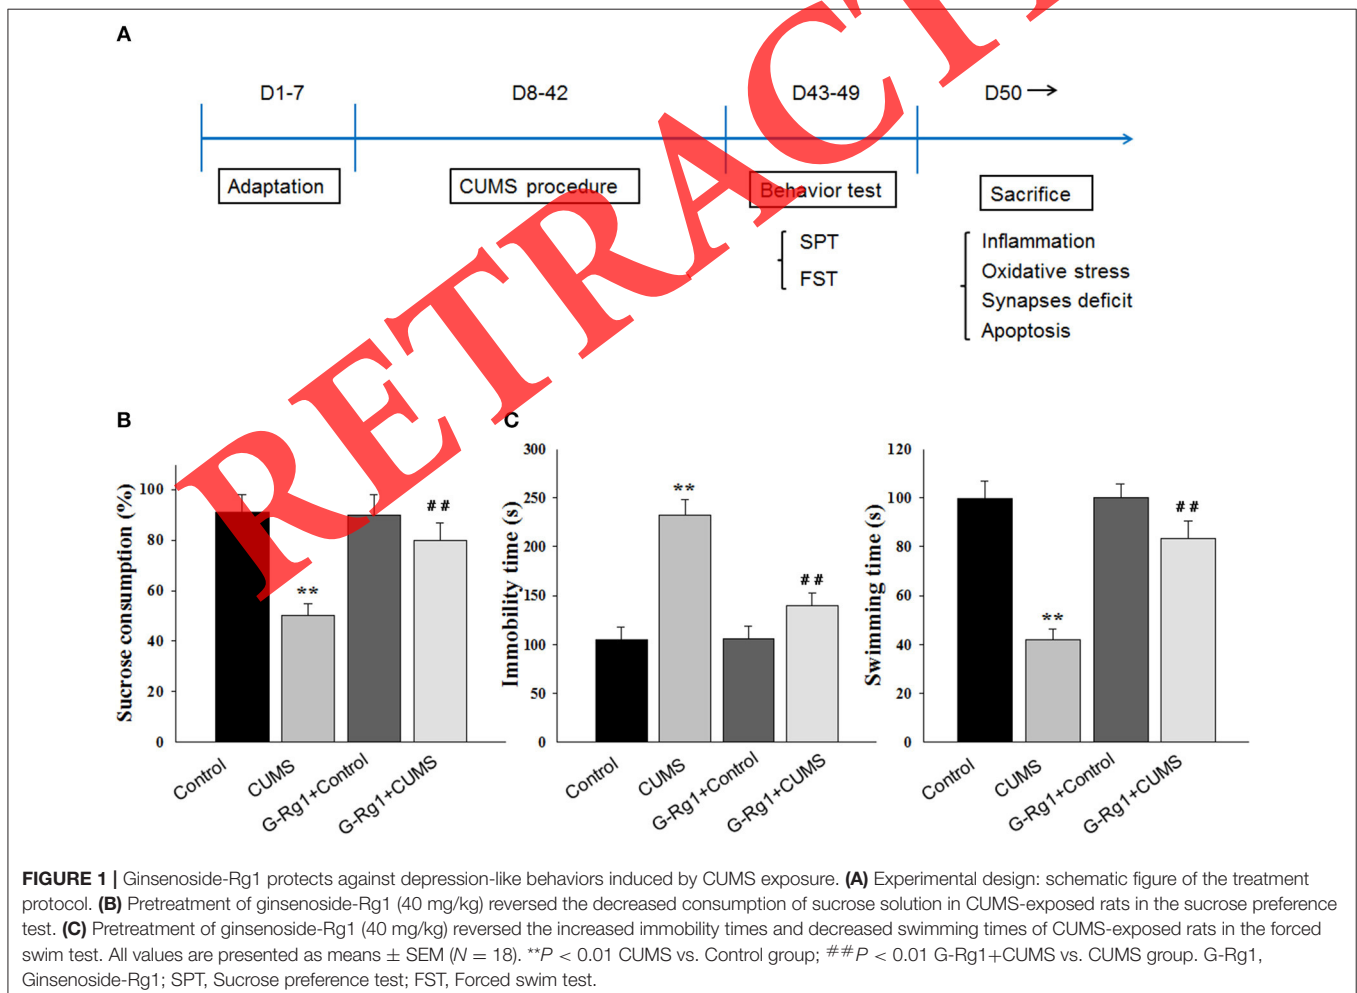 A
D1-7 D8-42 D43-49 D50
Adaptation CUMS procedure Behavior test Sacrifice
SPT
FST
Inflammation
Oxidative stress
Synapses deficit
Apoptosis
RETRACT
B
Sucrose consumption (%)
100
80
60
40
20
0
**
##
Control
CUMS
G-Rg1+Control
G-Rg1+CUMS
C
Immobility time (s)
300
250
200
150
100
50
0
**
##
Control
CUMS
G-Rg1+Control
G-Rg1+CUMS
Swimming time (s)
120
100
80
60
40
20
0
**
##
Control
CUMS
G-Rg1+Control
G-Rg1+CUMS
FIGURE 1 | Ginsenoside-Rg1 protects against depression-like behaviors induced by CUMS exposure. (A) Experimental design: schematic figure of the treatment
protocol. (B) Pretreatment of ginsenoside-Rg1 (40 mg/kg) reversed the decreased consumption of sucrose solution in CUMS-exposed rats in the sucrose preference
test. (C) Pretreatment of ginsenoside-Rg1 (40 mg/kg) reversed the increased immobility times and decreased swimming times of CUMS-exposed rats in the forced
swim test. All values are presented as means ± SEM (N = 18). **P < 0.01 CUMS vs. Control group; ##P < 0.01 G-Rg1+CUMS vs. CUMS group. G-Rg1,
Ginsenoside-Rg1; SPT, Sucrose preference test; FST, Forced swim test.